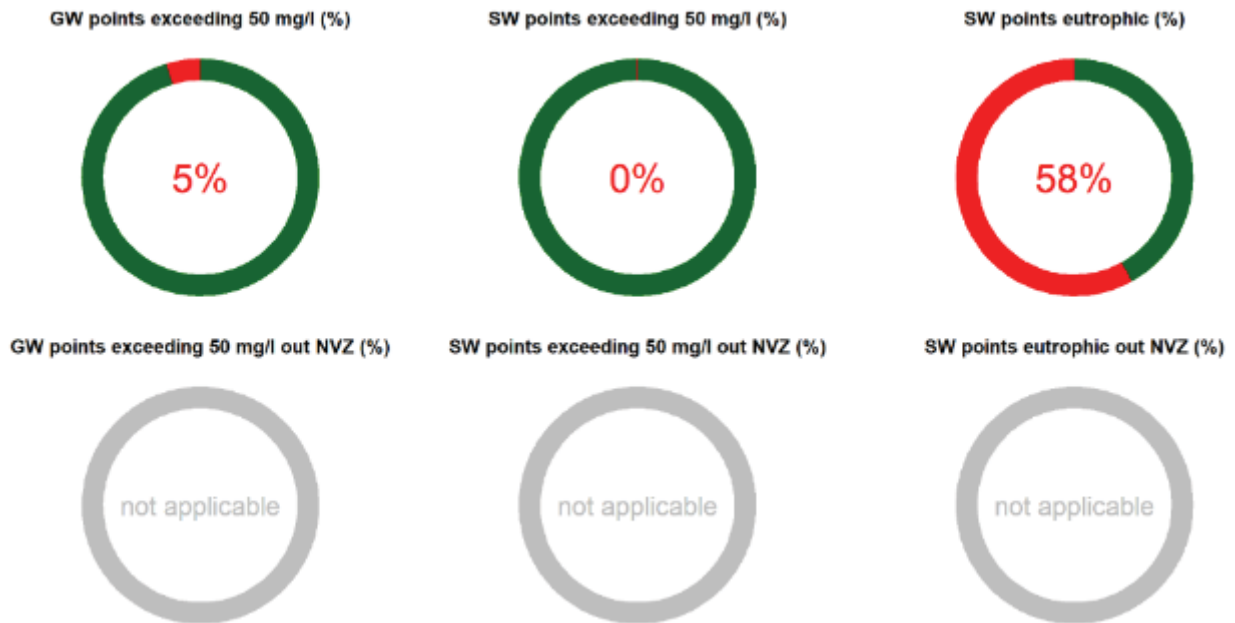 GW points exceeding 50 mg/l (%)
SW points exceeding 50 mg/l (%)
SW points eutrophic (%)
5%
0%
58%
GW points exceeding 50 mg/l out NVZ (%)
SW points exceeding 50 mg/l out NVZ (%)
SW points eutrophic out NVZ (%)
not applicable
not applicable
not applicable